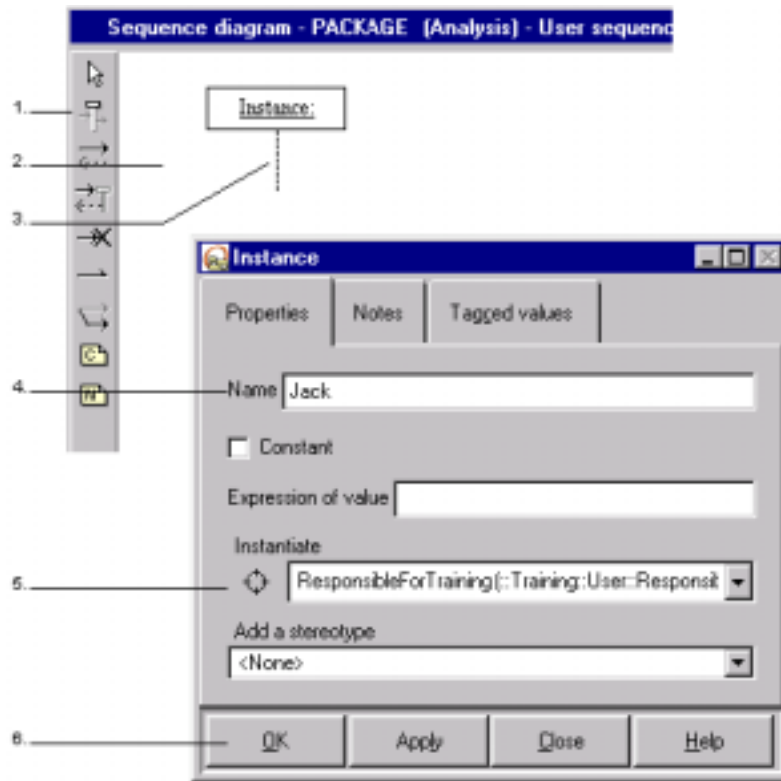 Sequence diagram - PACKAGE (Analysis) - User sequenc
1.
Instance:
2.
3.
Instance
Properties
Notes
Tagged values
4.
Name
Jack
Constant
Expression of value
Instantiate
5.
ResponsibleForTraining(::Training::User::Responsit
Add a stereotype
<None>
6.
OK
Apply
Close
Help
C
N